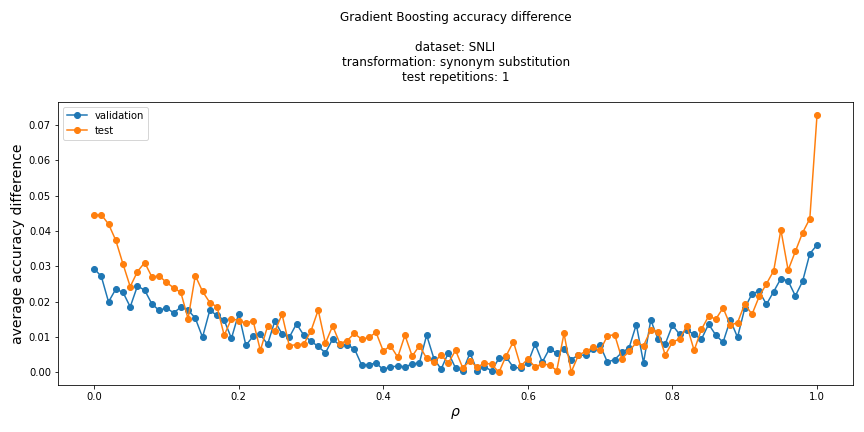 Gradient Boosting accuracy difference
dataset: SNLI
transformation: synonym substitution
test repetitions: 1
validation
test
average accuracy difference
0.07
0.06
0.05
0.04
0.03
0.02
0.01
0.00
0.0 0.2 0.4 0.6 0.8 1.0
ρ